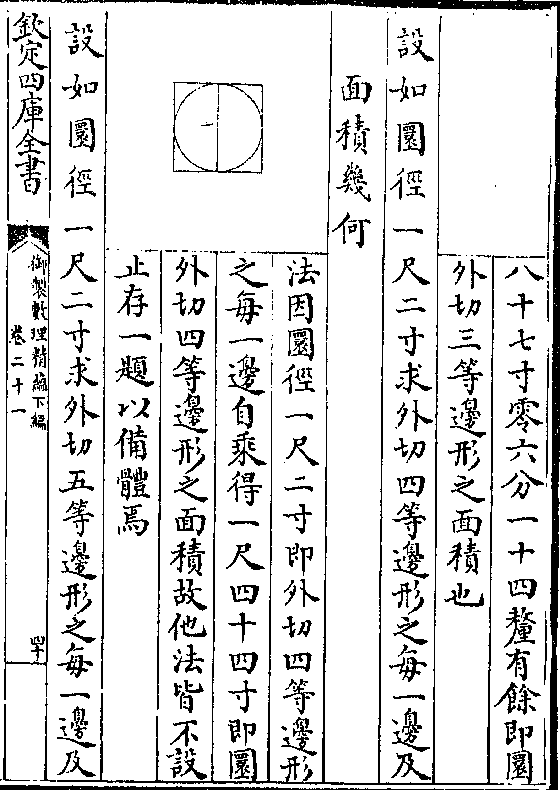 八十七寸零六分一十四釐有餘即圜
外切三等邊形之面積也
設如圜徑一尺二寸求外切四等邊形之每一邊及
面積幾何
法因圜徑一尺二寸即外切四等邊形
之每一邊自乘得一尺四十四寸即圜
外切四等邊形之面積故他法皆不設
止存一題以備體焉
設如圜徑一尺二寸求外切五等邊形之每一邊及
欽定四庫全書
御製數理精蘊下編
卷二十一